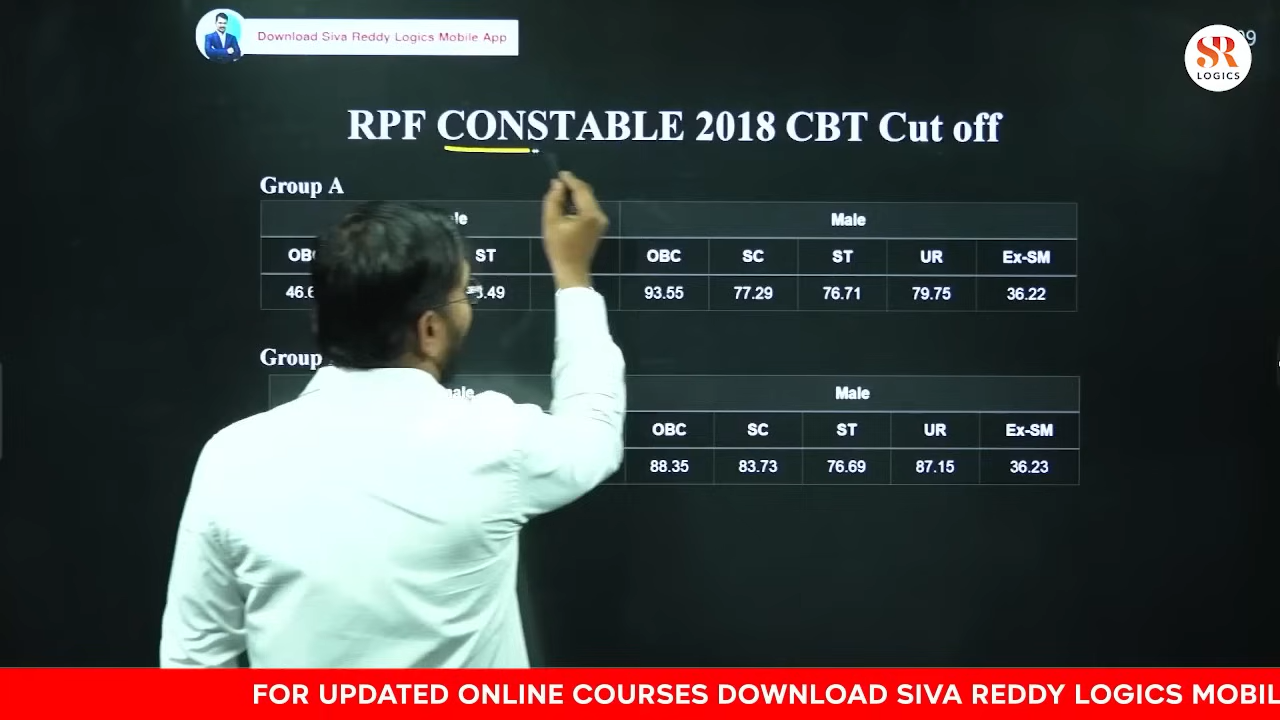 Download Siva Reddy Logics Mobile App
SR
LOGICS
RPF CONSTABLE 2018 CBT Cut off
Group A
Male
ST OBC SC ST UR Ex-SM
93.55 77.29 76.71 79.75 36.22
Group
Male
OBC SC ST UR Ex-SM
88.35 83.73 76.69 87.15 36.23
FOR UPDATED ONLINE COURSES DOWNLOAD SIVA REDDY LOGICS